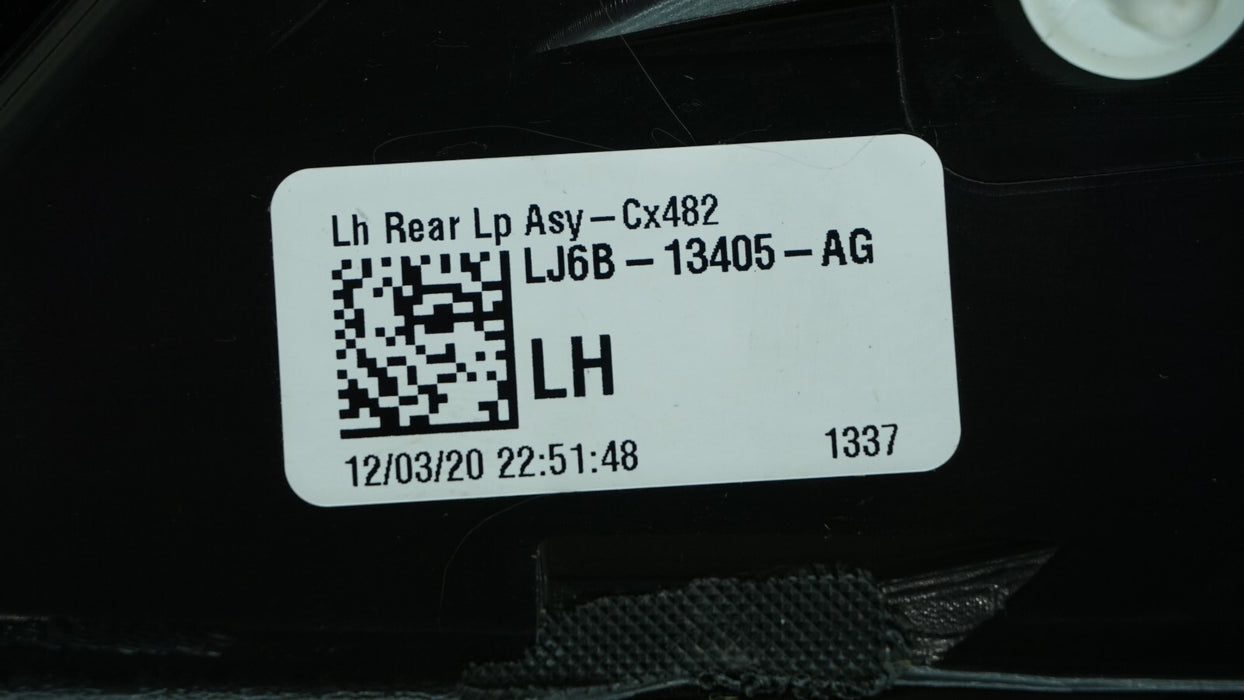 Lh Rear Lp Asy-Cx482
LJ6B-13405-AG
LH
12/03/20 22:51:48 1337